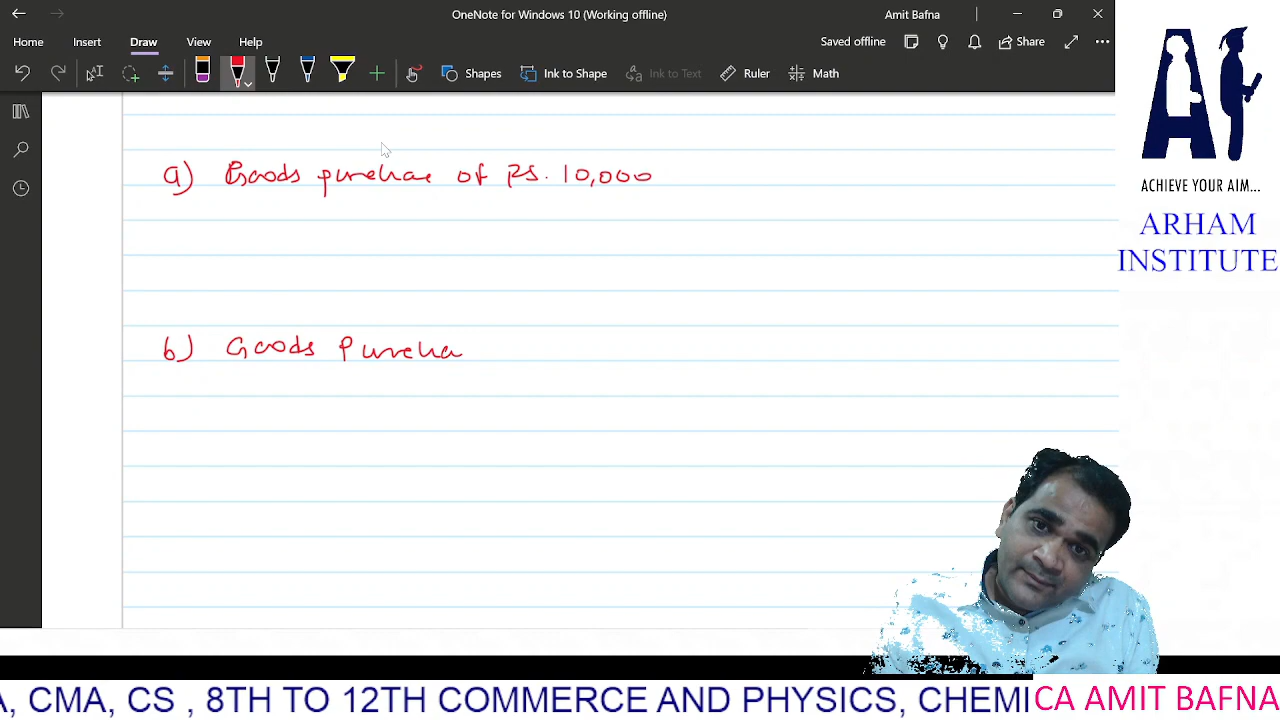 OneNote for Windows 10 (Working offline)
Amit Bafna
Home Insert Draw View Help
Saved offline
Share
Shapes
Ink to Shape
Ink to Text
Ruler
Math
a) Goods purchase of Rs. 10,000
b) Goods Purcha
ACHIEVE YOUR AIM...
ARHAM
INSTITUTE
A, CMA, CS , 8TH TO 12TH COMMERCE AND PHYSICS, CHEMI
CA AMIT BAFNA